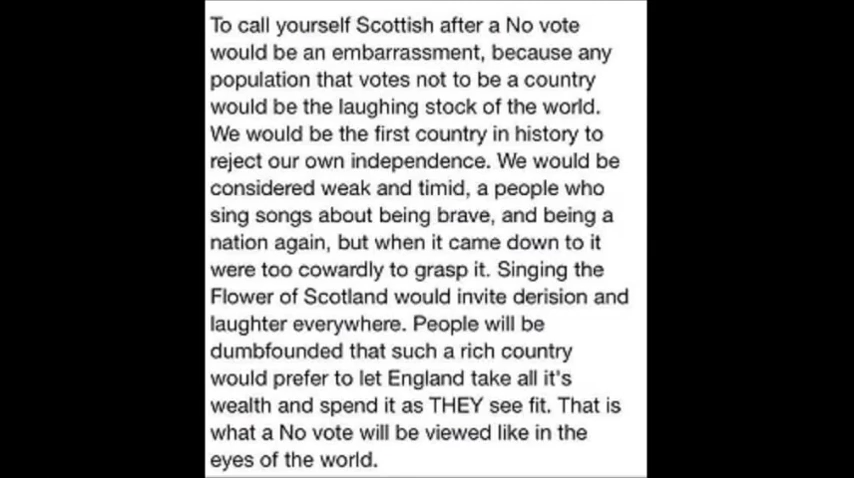 To call yourself Scottish after a No vote
would be an embarrassment, because any
population that votes not to be a country
would be the laughing stock of the world.
We would be the first country in history to
reject our own independence. We would be
considered weak and timid, a people who
sing songs about being brave, and being a
nation again, but when it came down to it
were too cowardly to grasp it. Singing the
Flower of Scotland would invite derision and
laughter everywhere. People will be
dumbfounded that such a rich country
would prefer to let England take all it's
wealth and spend it as THEY see fit. That is
what a No vote will be viewed like in the
eyes of the world.